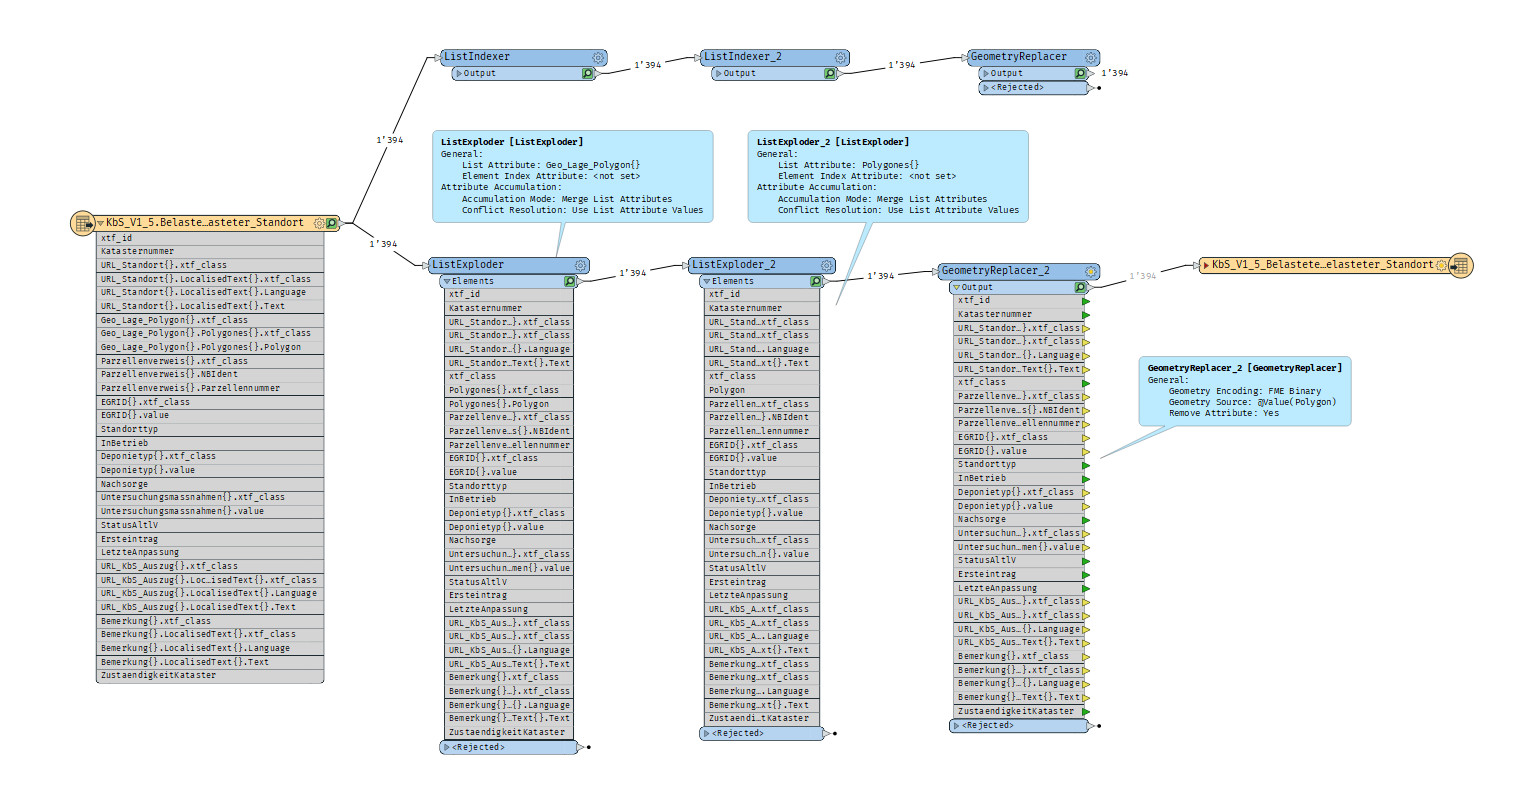 ListIndexer
Output
1'394
ListIndexer_2
Output
1'394
GeometryReplacer
Output
1'394
<Rejected>
1'394
ListExploder [ListExploder]
General:
List Attribute: Geo_Lage_Polygon{}
Element Index Attribute: <not set>
Attribute Accumulation:
Accumulation Mode: Merge List Attributes
Conflict Resolution: Use List Attribute Values
ListExploder_2 [ListExploder]
General:
List Attribute: Polygones{}
Element Index Attribute: <not set>
Attribute Accumulation:
Accumulation Mode: Merge List Attributes
Conflict Resolution: Use List Attribute Values
KbS_V1_5.Belaste…asteter_Standort
xtf_id
Katasternummer
URL_Standort{}.xtf_class
URL_Standort{}.LocalisedText{}.xtf_class
URL_Standort{}.LocalisedText{}.Language
URL_Standort{}.LocalisedText{}.Text
Geo_Lage_Polygon{}.xtf_class
Geo_Lage_Polygon{}.Polygones{}.xtf_class
Geo_Lage_Polygon{}.Polygones{}.Polygon
Parzellenverweis{}.xtf_class
Parzellenverweis{}.NBIdent
Parzellenverweis{}.Parzellennummer
EGRID{}.xtf_class
EGRID{}.value
Standorttyp
InBetrieb
Deponietyp{}.xtf_class
Deponietyp{}.value
Nachsorge
Untersuchungsmassnahmen{}.xtf_class
Untersuchungsmassnahmen{}.value
StatusAltlV
Ersteintrag
LetzteAnpassung
URL_KbS_Auszug{}.xtf_class
URL_KbS_Auszug{}.Loc…isedText{}.xtf_class
URL_KbS_Auszug{}.LocalisedText{}.Language
URL_KbS_Auszug{}.LocalisedText{}.Text
Bemerkung{}.xtf_class
Bemerkung{}.LocalisedText{}.xtf_class
Bemerkung{}.LocalisedText{}.Language
Bemerkung{}.LocalisedText{}.Text
ZustaendigkeitKataster
1'394
ListExploder
Elements
xtf_id
Katasternummer
URL_Standor…}.xtf_class
URL_Standor…}.xtf_class
URL_Standor…{}.Language
URL_Standor…Text{}.Text
xtf_class
Polygones{}.xtf_class
Polygones{}.Polygon
Parzellenve…}.xtf_class
Parzellenve…s{}.NBIdent
Parzellenve…ellennummer
EGRID{}.xtf_class
EGRID{}.value
Standorttyp
InBetrieb
Deponietyp{}.xtf_class
Deponietyp{}.value
Nachsorge
Untersuchun…}.xtf_class
Untersuchun…men{}.value
StatusAltlV
Ersteintrag
LetzteAnpassung
URL_KbS_Aus…}.xtf_class
URL_KbS_Aus…}.xtf_class
URL_KbS_Aus…{}.Language
URL_KbS_Aus…Text{}.Text
Bemerkung{}.xtf_class
Bemerkung{}…}.xtf_class
Bemerkung{}…{}.Language
Bemerkung{}…Text{}.Text
ZustaendigkeitKataster
<Rejected>
1'394
ListExploder_2
Elements
xtf_id
Katasternummer
URL_Stand…xtf_class
URL_Stand…xtf_class
URL_Stand….Language
URL_Stand…xt{}.Text
xtf_class
Polygon
Parzellen…xtf_class
Parzellen…}.NBIdent
Parzellen…lennummer
EGRID{}.xtf_class
EGRID{}.value
Standorttyp
InBetrieb
Deponiety…xtf_class
Deponietyp{}.value
Nachsorge
Untersuch…xtf_class
Untersuch…n{}.value
StatusAltlV
Ersteintrag
LetzteAnpassung
URL_KbS_A…xtf_class
URL_KbS_A…xtf_class
URL_KbS_A….Language
URL_KbS_A…xt{}.Text
Bemerkung…xtf_class
Bemerkung…xtf_class
Bemerkung….Language
Bemerkung…xt{}.Text
Zustaendi…tKataster
<Rejected>
1'394
GeometryReplacer_2
Output
xtf_id
Katasternummer
URL_Standor…}.xtf_class
URL_Standor…}.xtf_class
URL_Standor…{}.Language
URL_Standor…Text{}.Text
xtf_class
Parzellenve…}.xtf_class
Parzellenve…s{}.NBIdent
Parzellenve…ellennummer
EGRID{}.xtf_class
EGRID{}.value
Standorttyp
InBetrieb
Deponietyp{}.xtf_class
Deponietyp{}.value
Nachsorge
Untersuchun…}.xtf_class
Untersuchun…men{}.value
StatusAltlV
Ersteintrag
LetzteAnpassung
URL_KbS_Aus…}.xtf_class
URL_KbS_Aus…}.xtf_class
URL_KbS_Aus…{}.Language
URL_KbS_Aus…Text{}.Text
Bemerkung{}.xtf_class
Bemerkung{}…}.xtf_class
Bemerkung{}…{}.Language
Bemerkung{}…Text{}.Text
ZustaendigkeitKataster
<Rejected>
1'394
KbS_V1_5_Belastete…elasteter_Standort
GeometryReplacer_2 [GeometryReplacer]
General:
Geometry Encoding: FME Binary
Geometry Source: @Value(Polygon)
Remove Attribute: Yes